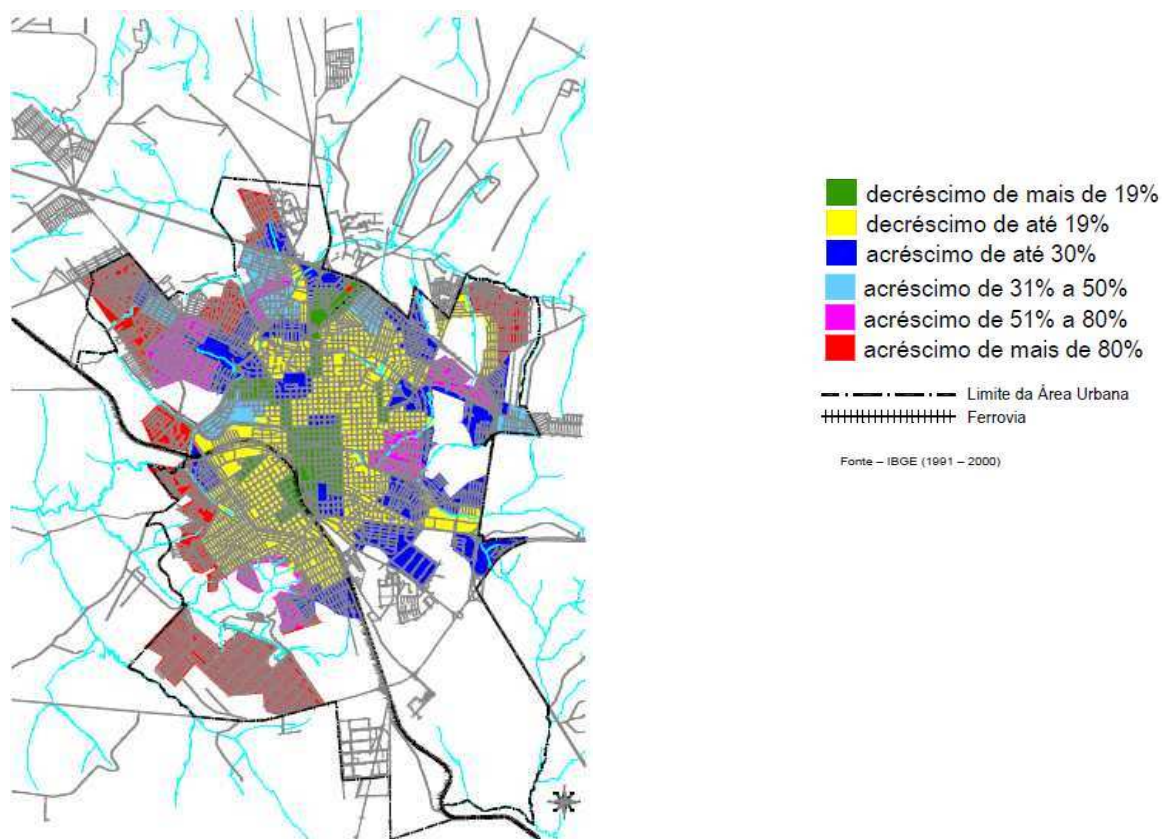 decréscimo de mais de 19%
decréscimo de até 19%
acréscimo de até 30%
acréscimo de 31% a 50%
acréscimo de 51% a 80%
acréscimo de mais de 80%
Limite da Área Urbana
Ferrovia
Fonte – IBGE (1991 – 2000)